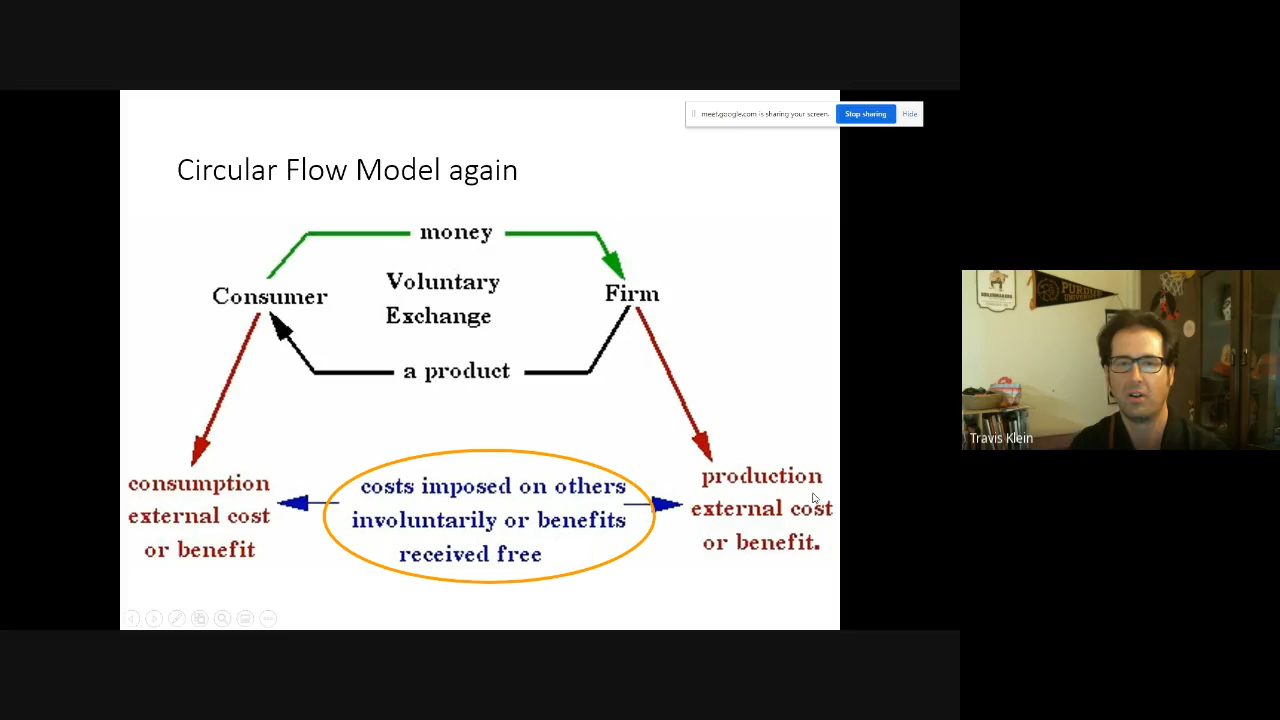 meet.google.com is sharing your screen.
Stop sharing
Hide
Circular Flow Model again
money
Voluntary
Exchange
Consumer
Firm
a product
consumption
external cost
or benefit
costs imposed on others
involuntarily or benefits
received free
production
external cost
or benefit.
PURDUE
UNIVERSITY
Travis Klein